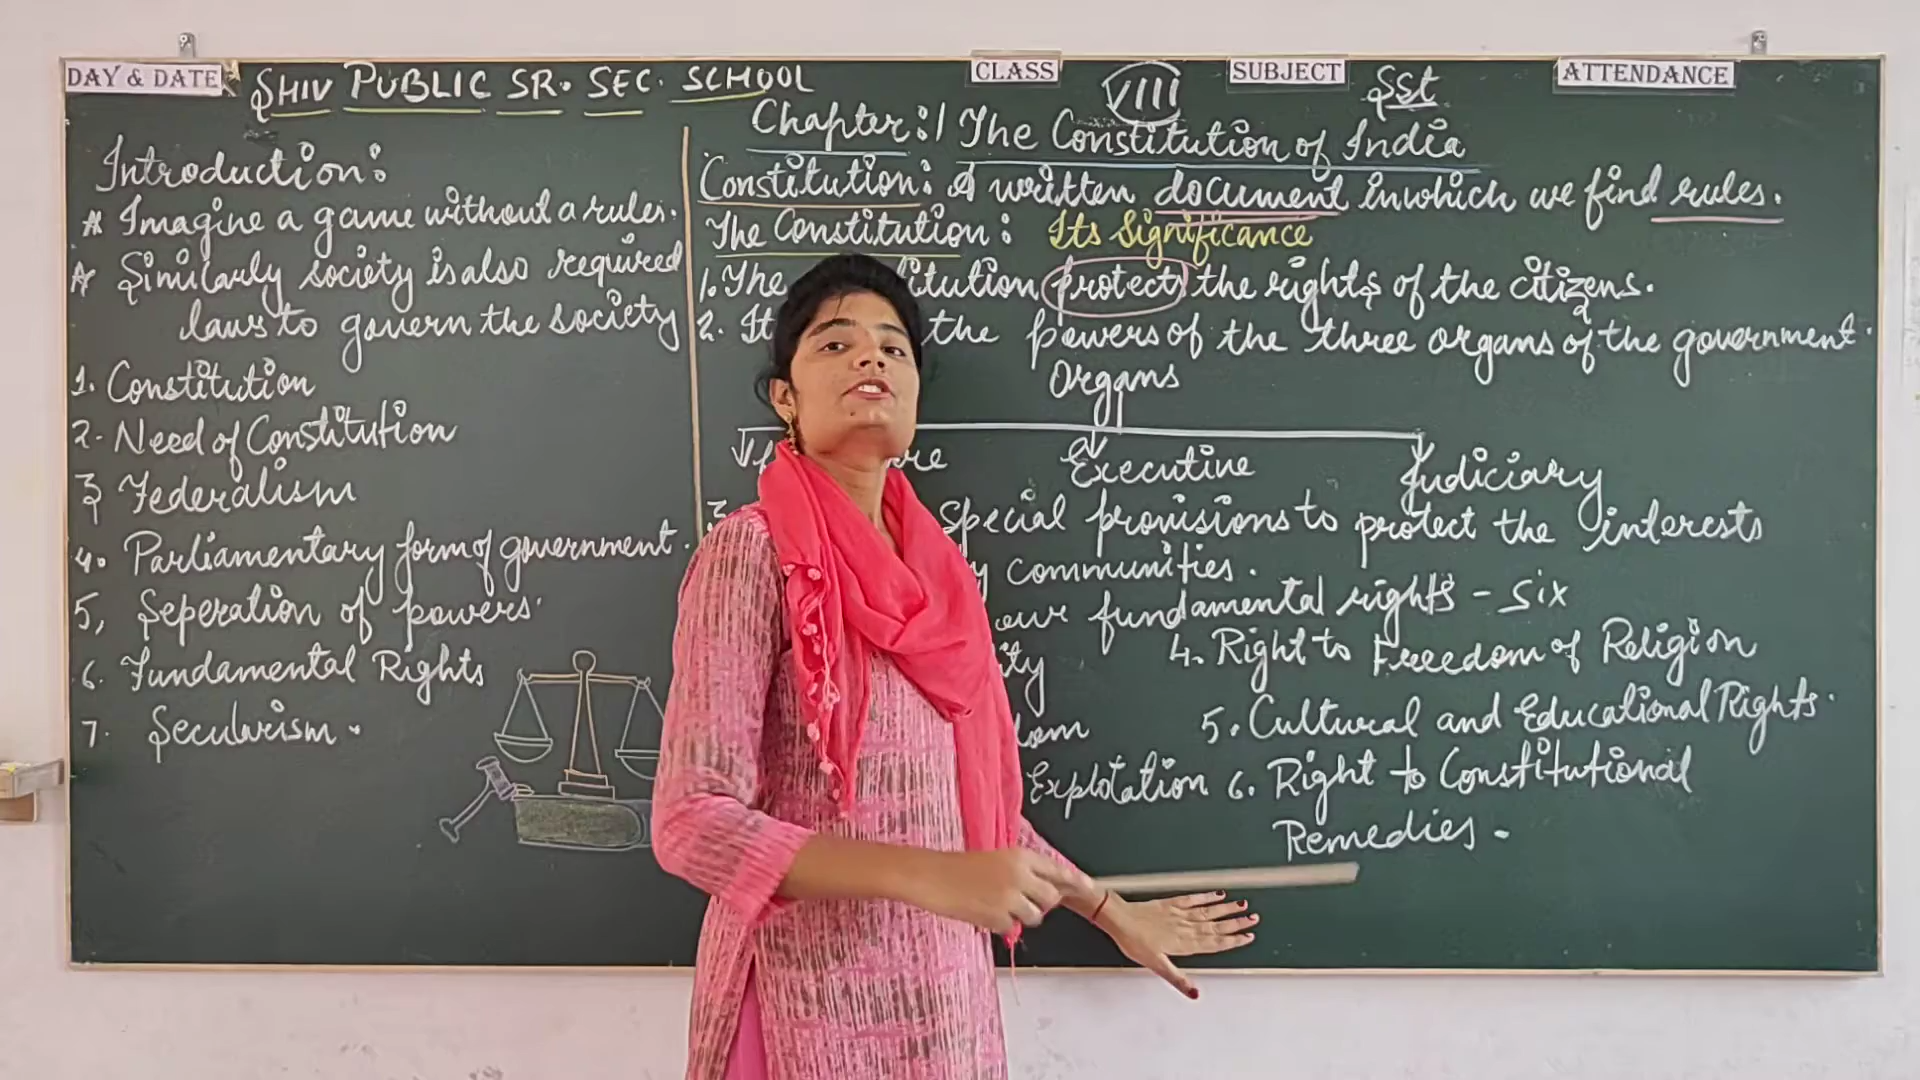 DAY & DATE
SHIV PUBLIC SR. SEC. SCHOOL
CLASS
VIII
SUBJECT
SSt
ATTENDANCE
Introduction:
Imagine a game without a rules.
Similarly society is also required
laws to govern the society
1. Constitution
2. Need of Constitution
3 Federalism
4. Parliamentary form of government.
5, Seperation of powers.
6. Fundamental Rights
7. Secularism.
Chapter:1 The Constitution of India
Constitution: A written document in which we find rules.
The Constitution: Its Significance
1. The protects the rights of the citizens.
2. It the powers of the three organs of the government.
Organs
Executive Judiciary
3 Special provisions to protect the interests
communities.
our fundamental rights - Six
4. Right to Freedom of Religion
5. Cultural and Educational Rights.
Explotation 6. Right to Constitutional
Remedies.